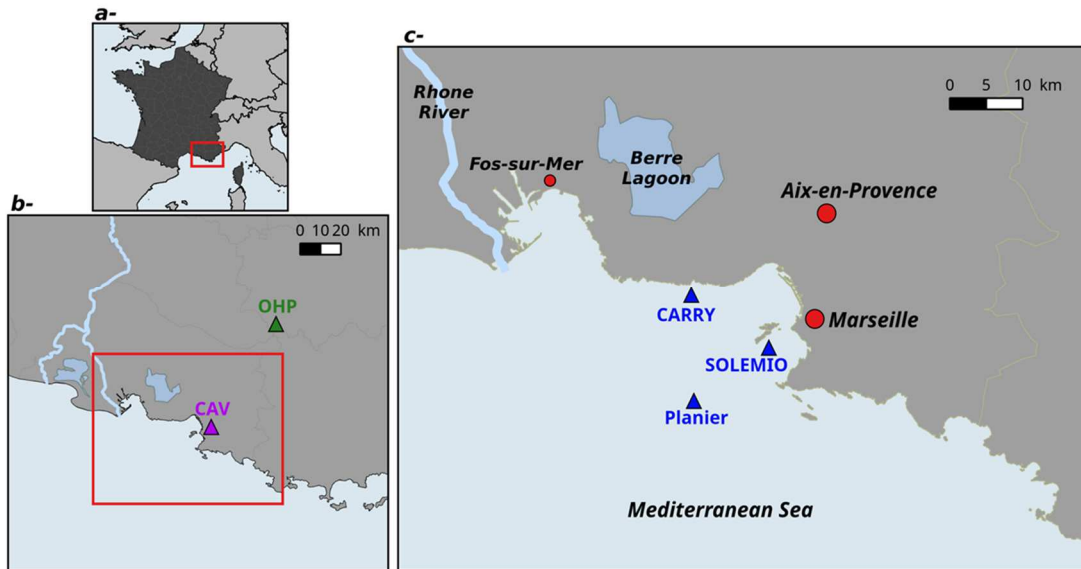 a-
b-
0 10 20 km
OHP
CAV
c-
Rhone
River
Fos-sur-Mer
Berre
Lagoon
Aix-en-Provence
0 5 10 km
CARRY
Marseille
SOLEMIO
Planier
Mediterranean Sea